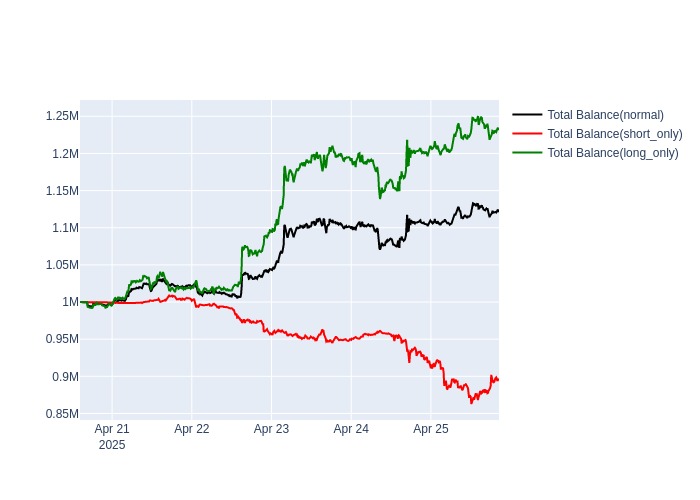 1.25M
1.2M
1.15M
1.1M
1.05M
1M
0.95M
0.9M
0.85M
Apr 21
2025
Apr 22
Apr 23
Apr 24
Apr 25
Total Balance(normal)
Total Balance(short_only)
Total Balance(long_only)